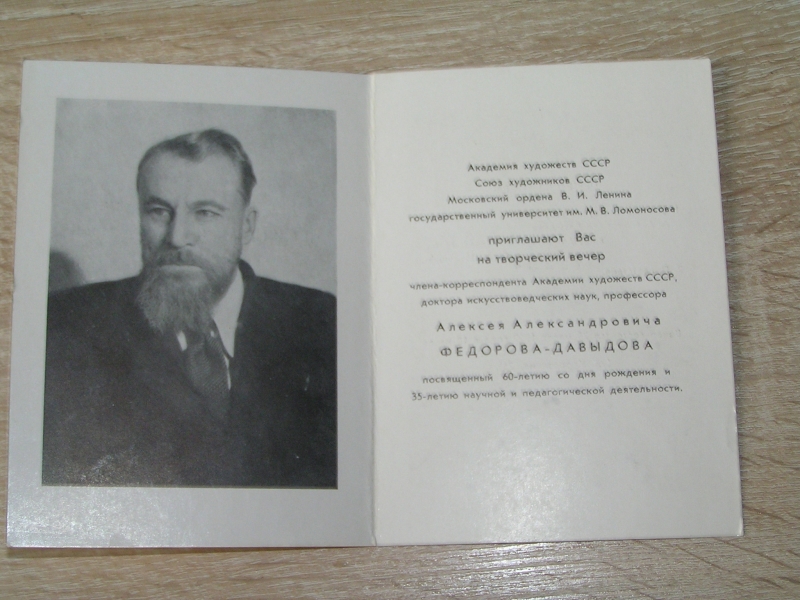 Академия художеств СССР
Союз художников СССР
Московский ордена В. И. Ленина
государственный университет им. М. В. Ломоносова
приглашают Вас
на творческий вечер
члена-корреспондента Академии художеств СССР,
доктора искусствоведческих наук, профессора
Алексея Александровича
ФЕДОРОВА-ДАВЫДОВА
посвященный 60-летию со дня рождения и
35-летию научной и педагогической деятельности.